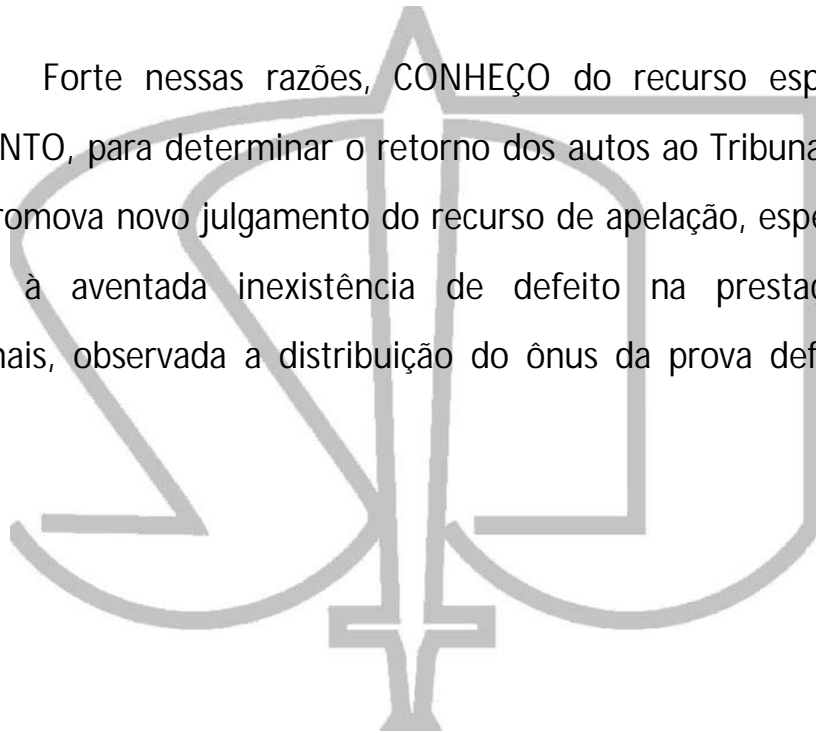 Forte nessas razões, CONHEÇO do recurso esp
NTO, para determinar o retorno dos autos ao Tribuna
romova novo julgamento do recurso de apelação, espe
à aventada inexistência de defeito na prestaç
nais, observada a distribuição do ônus da prova def